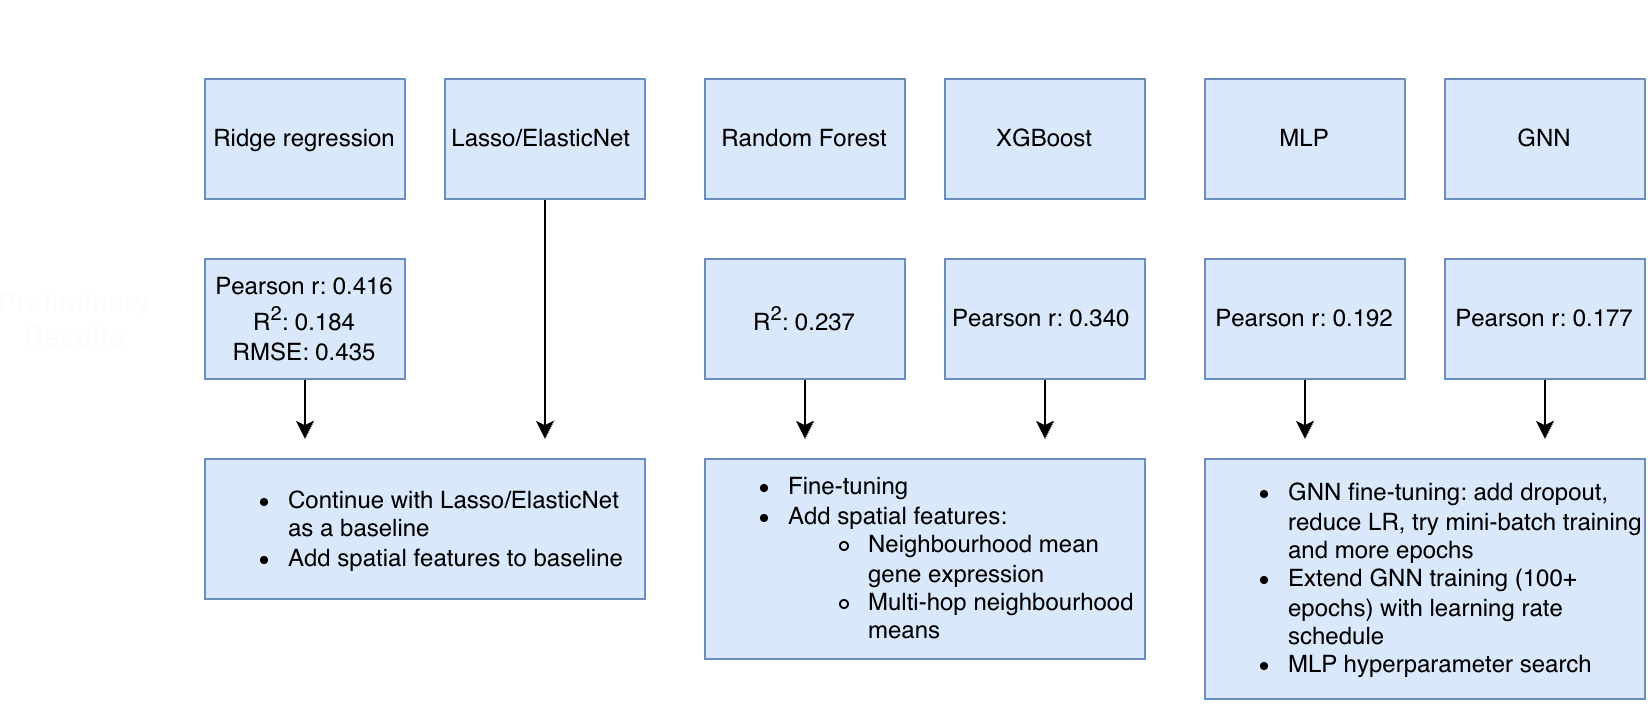 Ridge regression
Lasso/ElasticNet
Random Forest
XGBoost
MLP
GNN
Preliminary
Results
Pearson r: 0.416
R²: 0.184
RMSE: 0.435
R²: 0.237
Pearson r: 0.340
Pearson r: 0.192
Pearson r: 0.177
• Continue with Lasso/ElasticNet
as a baseline
• Add spatial features to baseline
• Fine-tuning
• Add spatial features:
○ Neighbourhood mean
gene expression
○ Multi-hop neighbourhood
means
• GNN fine-tuning: add dropout,
reduce LR, try mini-batch training
and more epochs
• Extend GNN training (100+
epochs) with learning rate
schedule
• MLP hyperparameter search